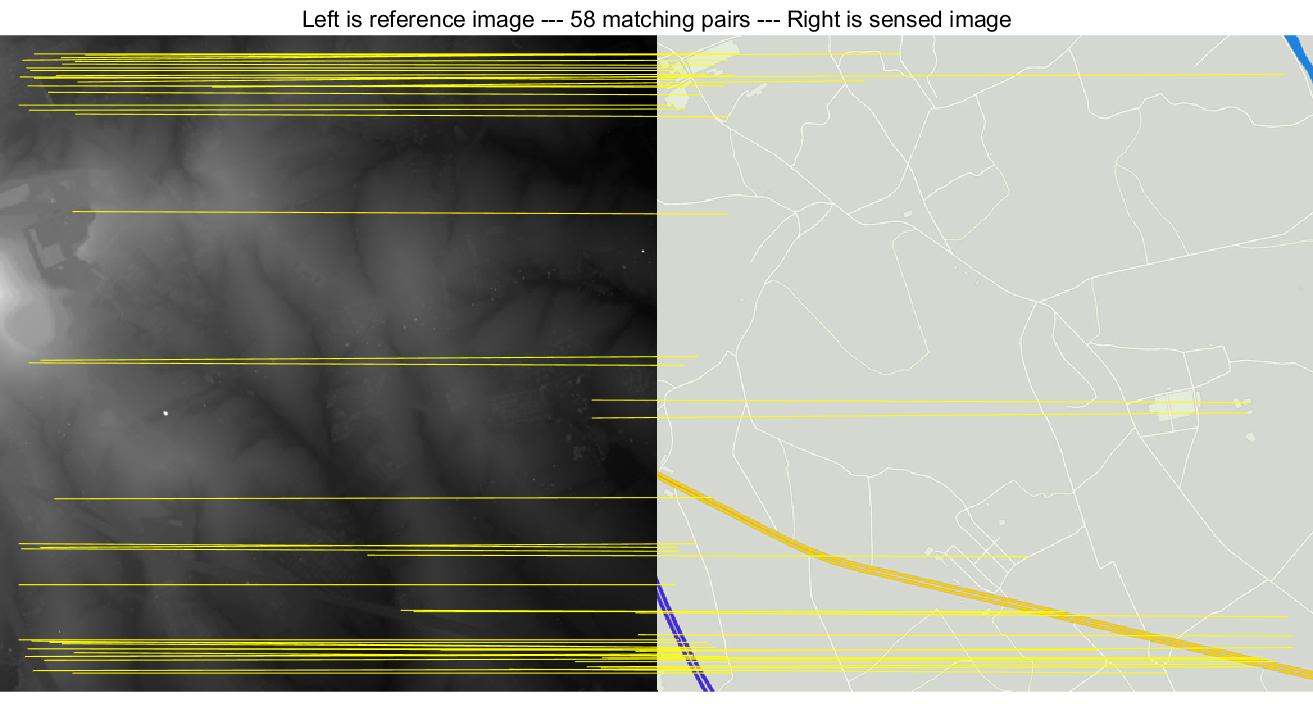 Left is reference image --- 58 matching pairs --- Right is sensed image